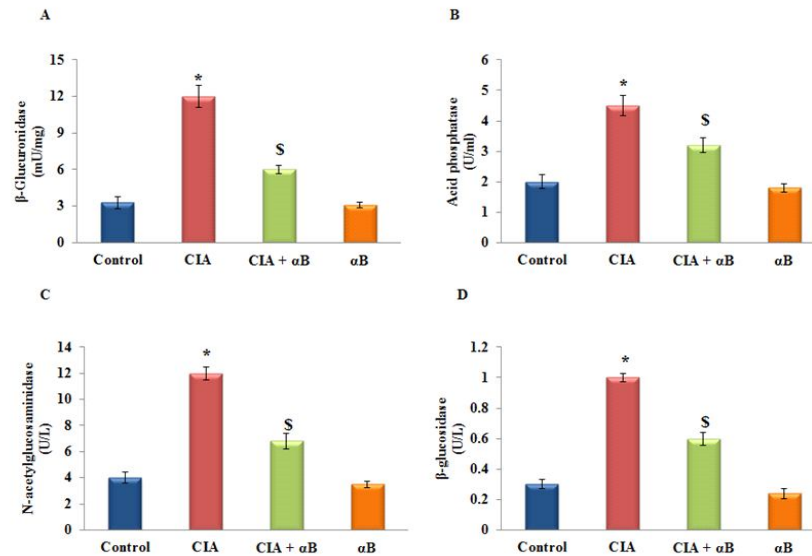 A
β-Glucuronidase
(mU/mg)
15
12
9
6
3
0
*
$
Control CIA CIA + αB αB
B
Acid phosphatase
(U/ml)
6
5
4
3
2
1
0
*
$
Control CIA CIA + αB αB
C
N-acetylglucosaminidase
(U/L)
14
12
10
8
6
4
2
0
*
$
Control CIA CIA + αB αB
D
β-glucosidase
(U/L)
1.2
1
0.8
0.6
0.4
0.2
0
*
$
Control CIA CIA + αB αB